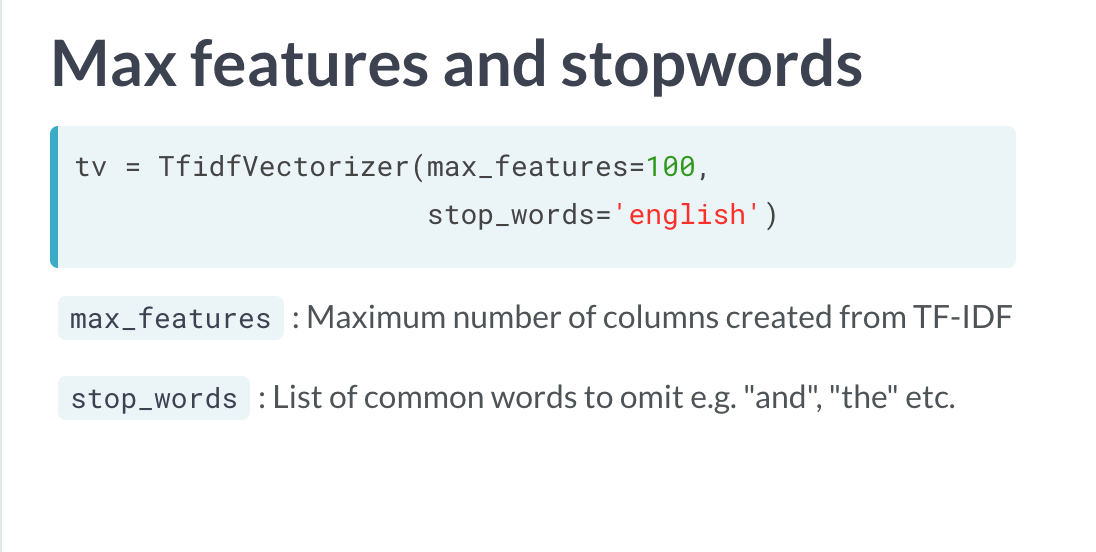 Max features and stopwords
tv = TfidfVectorizer(max_features=100,
stop_words='english')
max_features : Maximum number of columns created from TF-IDF
stop_words : List of common words to omit e.g. "and", "the" etc.